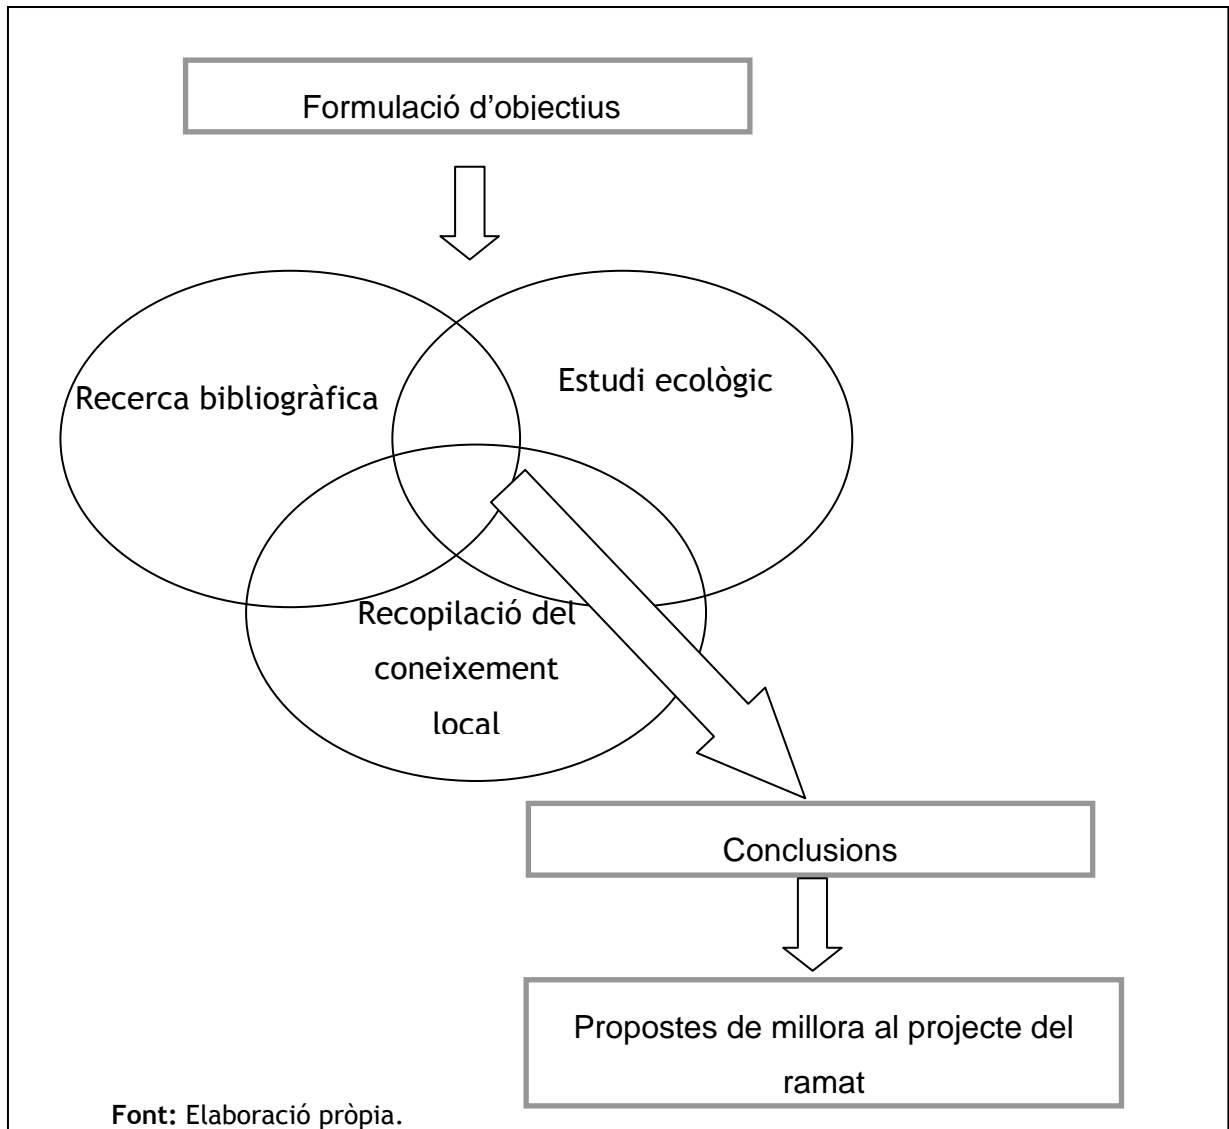 Formulació d’objectius
Recerca bibliogràfica
Estudi ecològic
Recopilació del
coneixement
local
Conclusions
Propostes de millora al projecte del
ramat
Font: Elaboració pròpia.